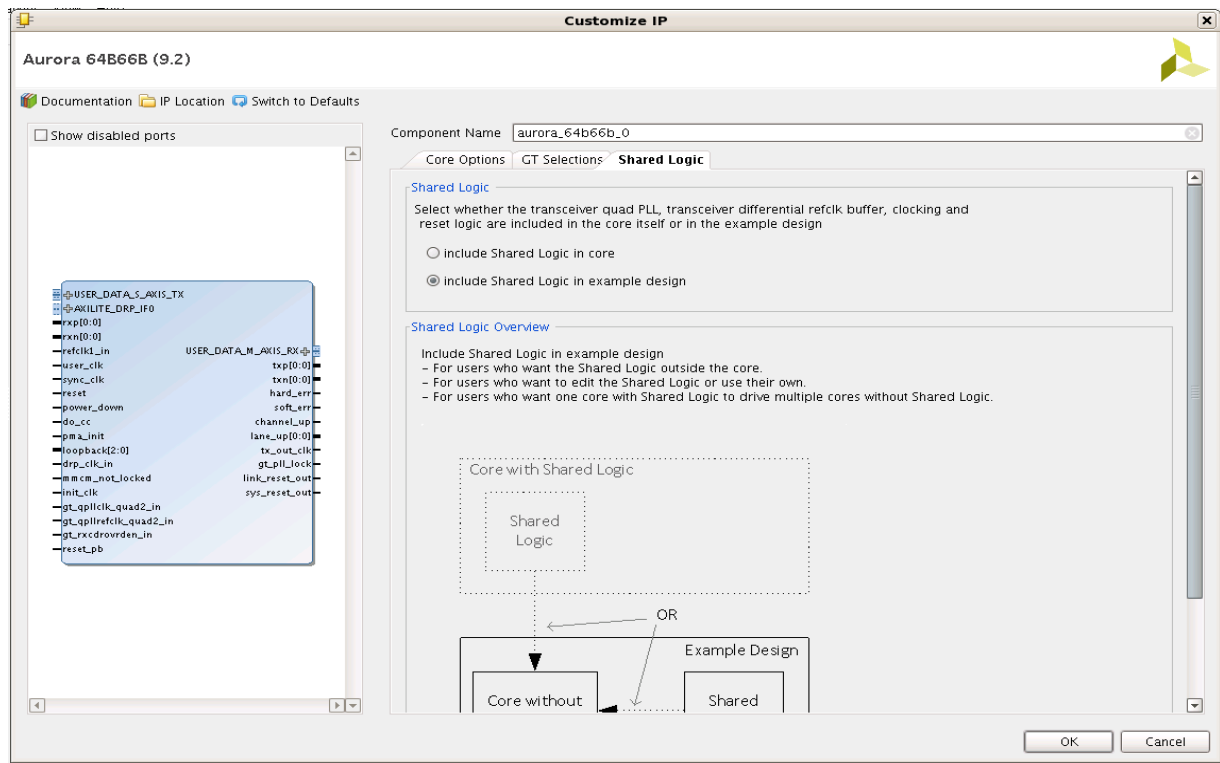 Customize IP
Aurora 64B66B (9.2)
Documentation IP Location Switch to Defaults
Show disabled ports
USER_DATA_S_AXIS_TX
AXILITE_DRP_IF0
rxp[0:0]
rxn[0:0]
refclk1_in
user_clk
sync_clk
reset
power_down
do_cc
pma_init
loopback[2:0]
drp_clk_in
mmcm_not_locked
init_clk
gt_qpllclk_quad2_in
gt_qpllrefclk_quad2_in
gt_rxcdrovrden_in
reset_pb
USER_DATA_M_AXIS_RX
txp[0:0]
txn[0:0]
hard_err
soft_err
channel_up
lane_up[0:0]
tx_out_clk
gt_pll_lock
link_reset_out
sys_reset_out
Component Name aurora_64b66b_0
Core Options GT Selections Shared Logic
Shared Logic
Select whether the transceiver quad PLL, transceiver differential refclk buffer, clocking and
reset logic are included in the core itself or in the example design
include Shared Logic in core
include Shared Logic in example design
Shared Logic Overview
Include Shared Logic in example design
– For users who want the Shared Logic outside the core.
– For users who want to edit the Shared Logic or use their own.
– For users who want one core with Shared Logic to drive multiple cores without Shared Logic.
Core with Shared Logic
Shared
Logic
OR
Example Design
Core without
Shared
OK Cancel